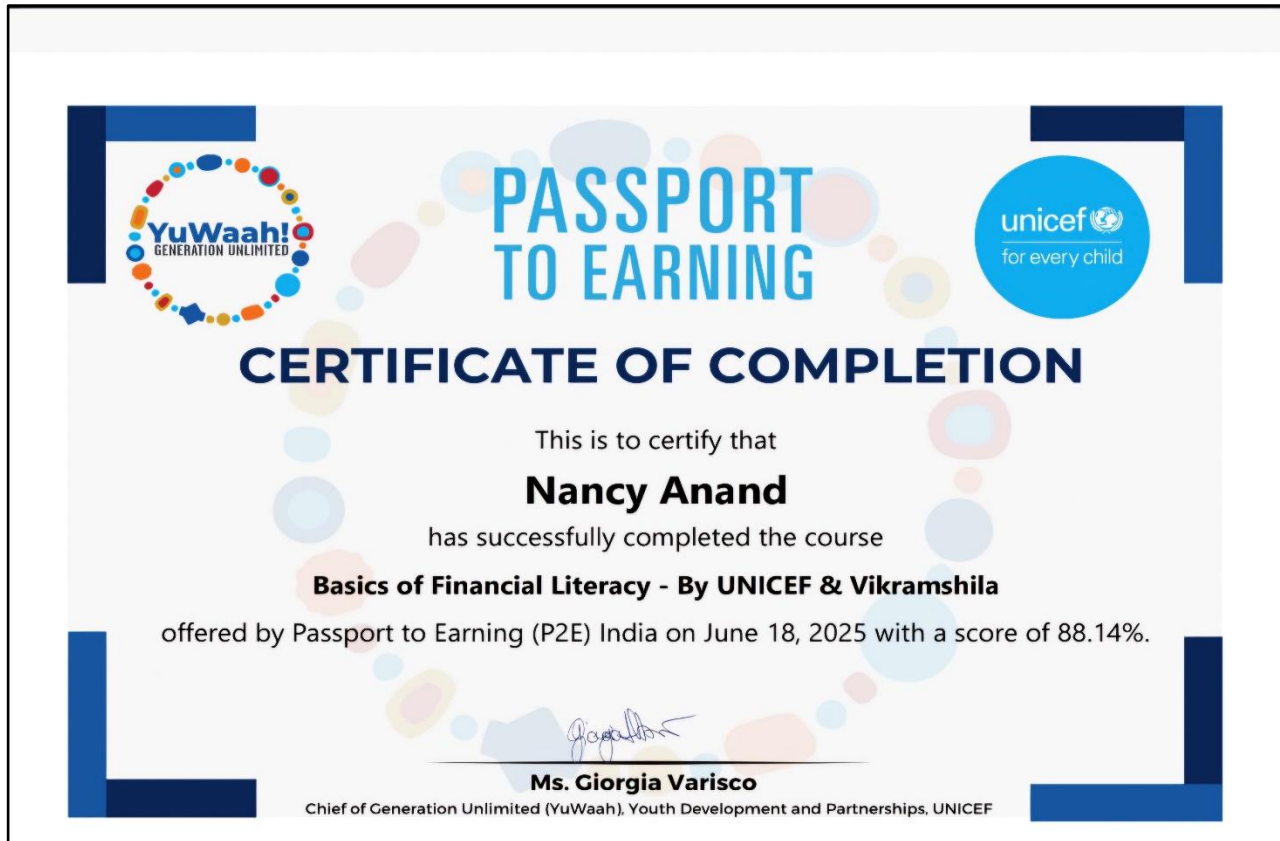 YuWaah!
GENERATION UNLIMITED
PASSPORT
TO EARNING
unicef
for every child
CERTIFICATE OF COMPLETION
This is to certify that
Nancy Anand
has successfully completed the course
Basics of Financial Literacy - By UNICEF & Vikramshila
offered by Passport to Earning (P2E) India on June 18, 2025 with a score of 88.14%.
Ms. Giorgia Varisco
Chief of Generation Unlimited (YuWaah), Youth Development and Partnerships, UNICEF